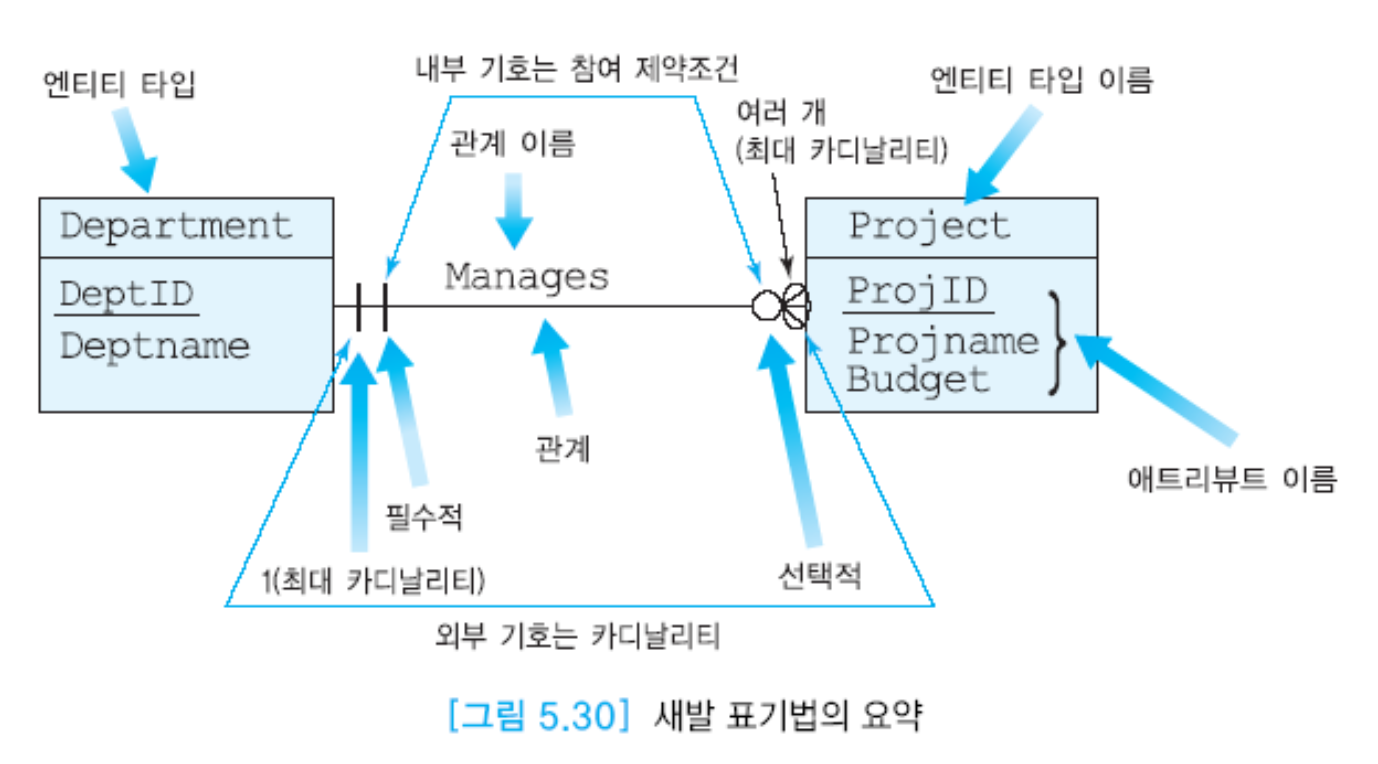 엔티티 타입
내부 기호는 참여 제약조건
엔티티 타입 이름
관계 이름
여러 개
(최대 카디날리티)
Department
DeptID
Deptname
Manages
Project
ProjID
Projname
Budget
관계
필수적
1(최대 카디날리티)
선택적
애트리뷰트 이름
외부 기호는 카디날리티
[그림 5.30] 새발 표기법의 요약